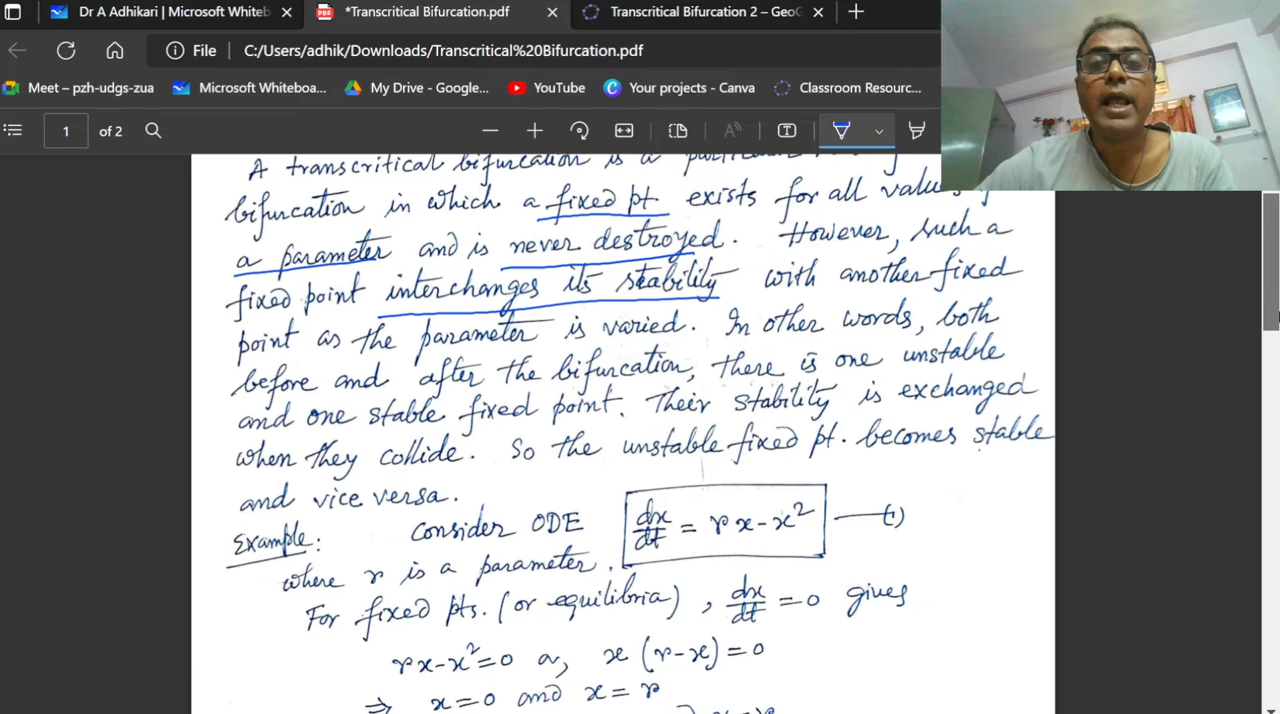 Dr A Adhikari | Microsoft Whiteb
*Transcritical Bifurcation.pdf
Transcritical Bifurcation 2 – GeoG
File
C:/Users/adhik/Downloads/Transcritical%20Bifurcation.pdf
Meet – pzh-udgs-zua
Microsoft Whiteboa...
My Drive - Google...
YouTube
Your projects - Canva
Classroom Resourc...
1 of 2
A transcritical bifurcation is a
bifurcation in which a fixed pt. exists for all values
a parameter and is never destroyed. However, such a
fixed point interchanges its stability with another fixed
point as the parameter is varied. In other words, both
before and after the bifurcation, there is one unstable
and one stable fixed point. Their stability is exchanged
when they collide. So the unstable fixed pt. becomes stable
and vice versa.
Example: Consider ODE dx/dt = rx - x² —(1)
where r is a parameter.
For fixed pts. (or equilibria), dx/dt = 0 gives
rx - x² = 0 or, x (r - x) = 0
⇒ x = 0 and x = r